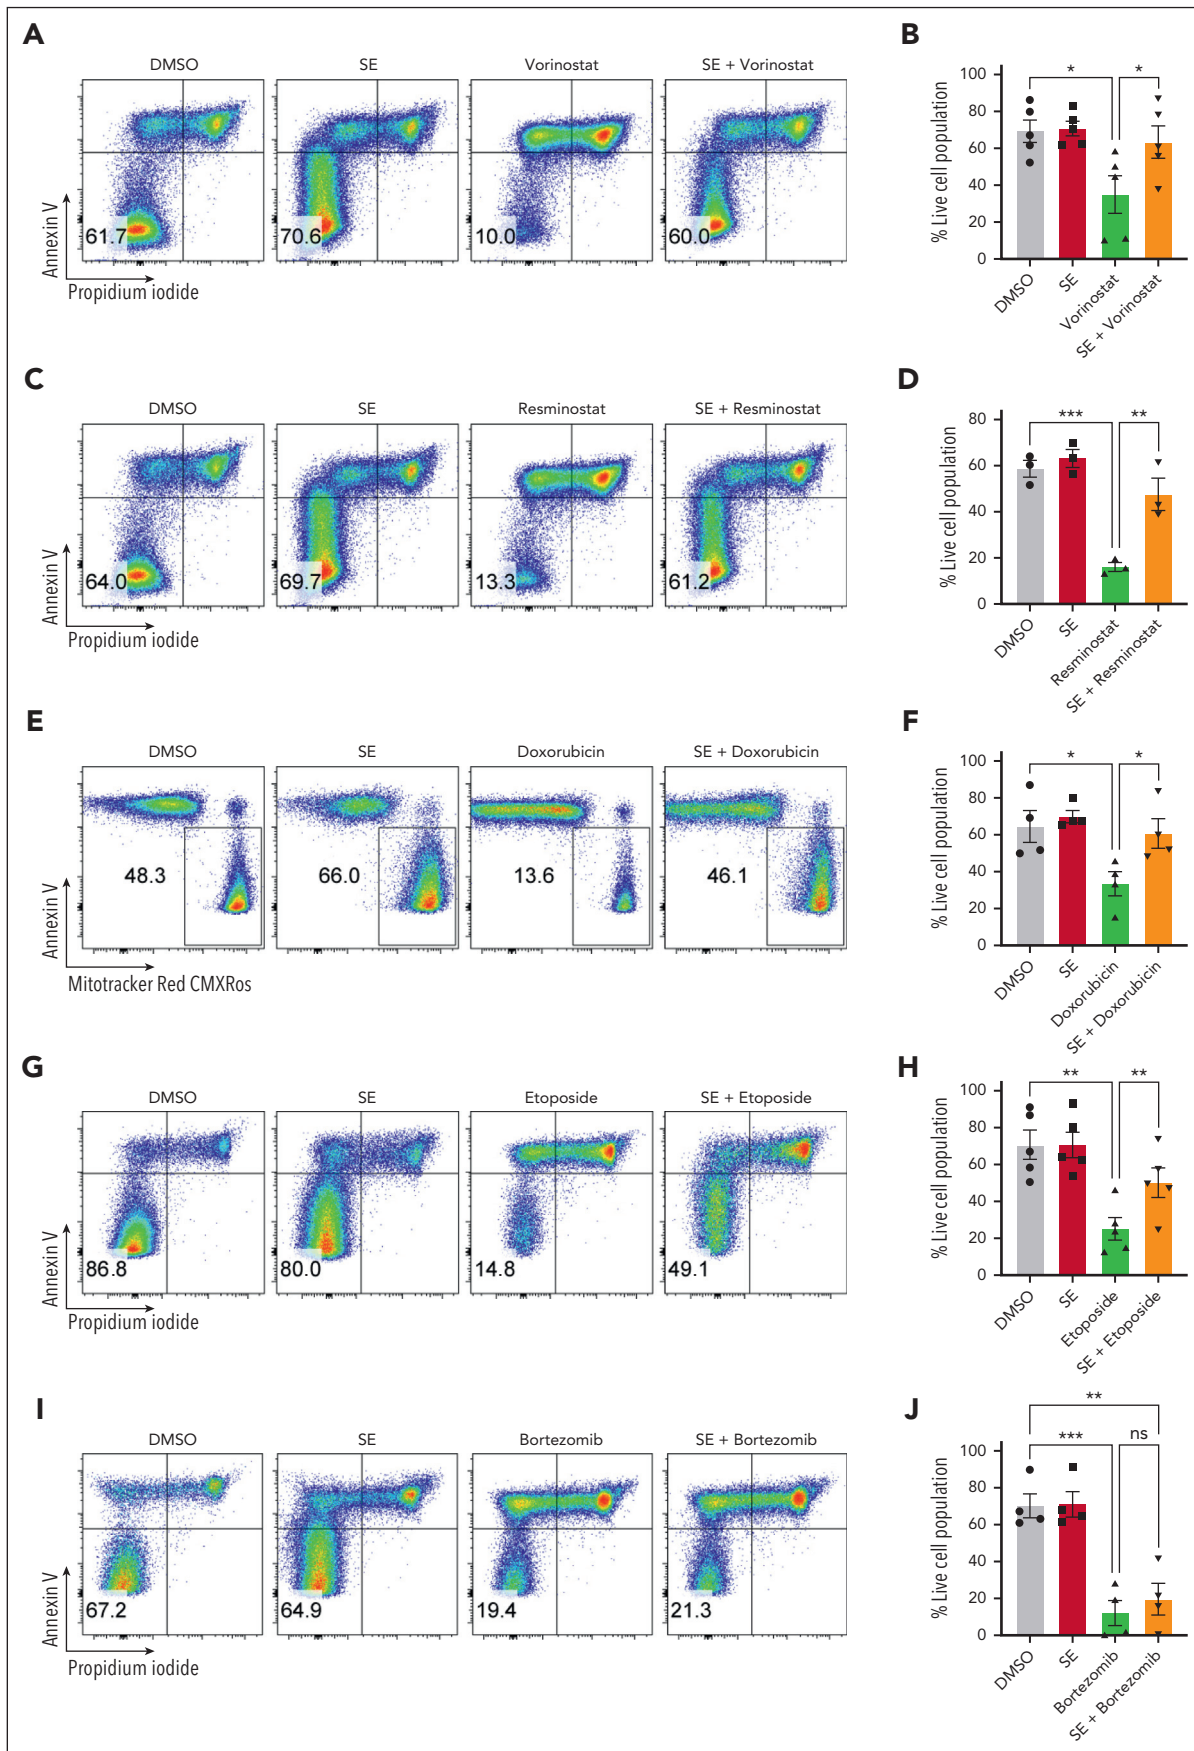 A
DMSO
SE
Vorinostat
SE + Vorinostat
61.7
70.6
10.0
60.0
Annexin V
Propidium iodide
B
% Live cell population
100
80
60
40
20
0
*
*
DMSO
SE
Vorinostat
SE + Vorinostat
C
DMSO
SE
Resminostat
SE + Resminostat
64.0
69.7
13.3
61.2
Annexin V
Propidium iodide
D
% Live cell population
80
60
40
20
0
***
**
DMSO
SE
Resminostat
SE + Resminostat
E
DMSO
SE
Doxorubicin
SE + Doxorubicin
48.3
66.0
13.6
46.1
Annexin V
Mitotracker Red CMXRos
F
% Live cell population
100
80
60
40
20
0
*
*
DMSO
SE
Doxorubicin
SE + Doxorubicin
G
DMSO
SE
Etoposide
SE + Etoposide
86.8
80.0
14.8
49.1
Annexin V
Propidium iodide
H
% Live cell population
100
80
60
40
20
0
**
**
DMSO
SE
Etoposide
SE + Etoposide
I
DMSO
SE
Bortezomib
SE + Bortezomib
67.2
64.9
19.4
21.3
Annexin V
Propidium iodide
J
% Live cell population
100
80
60
40
20
0
**
***
ns
DMSO
SE
Bortezomib
SE + Bortezomib